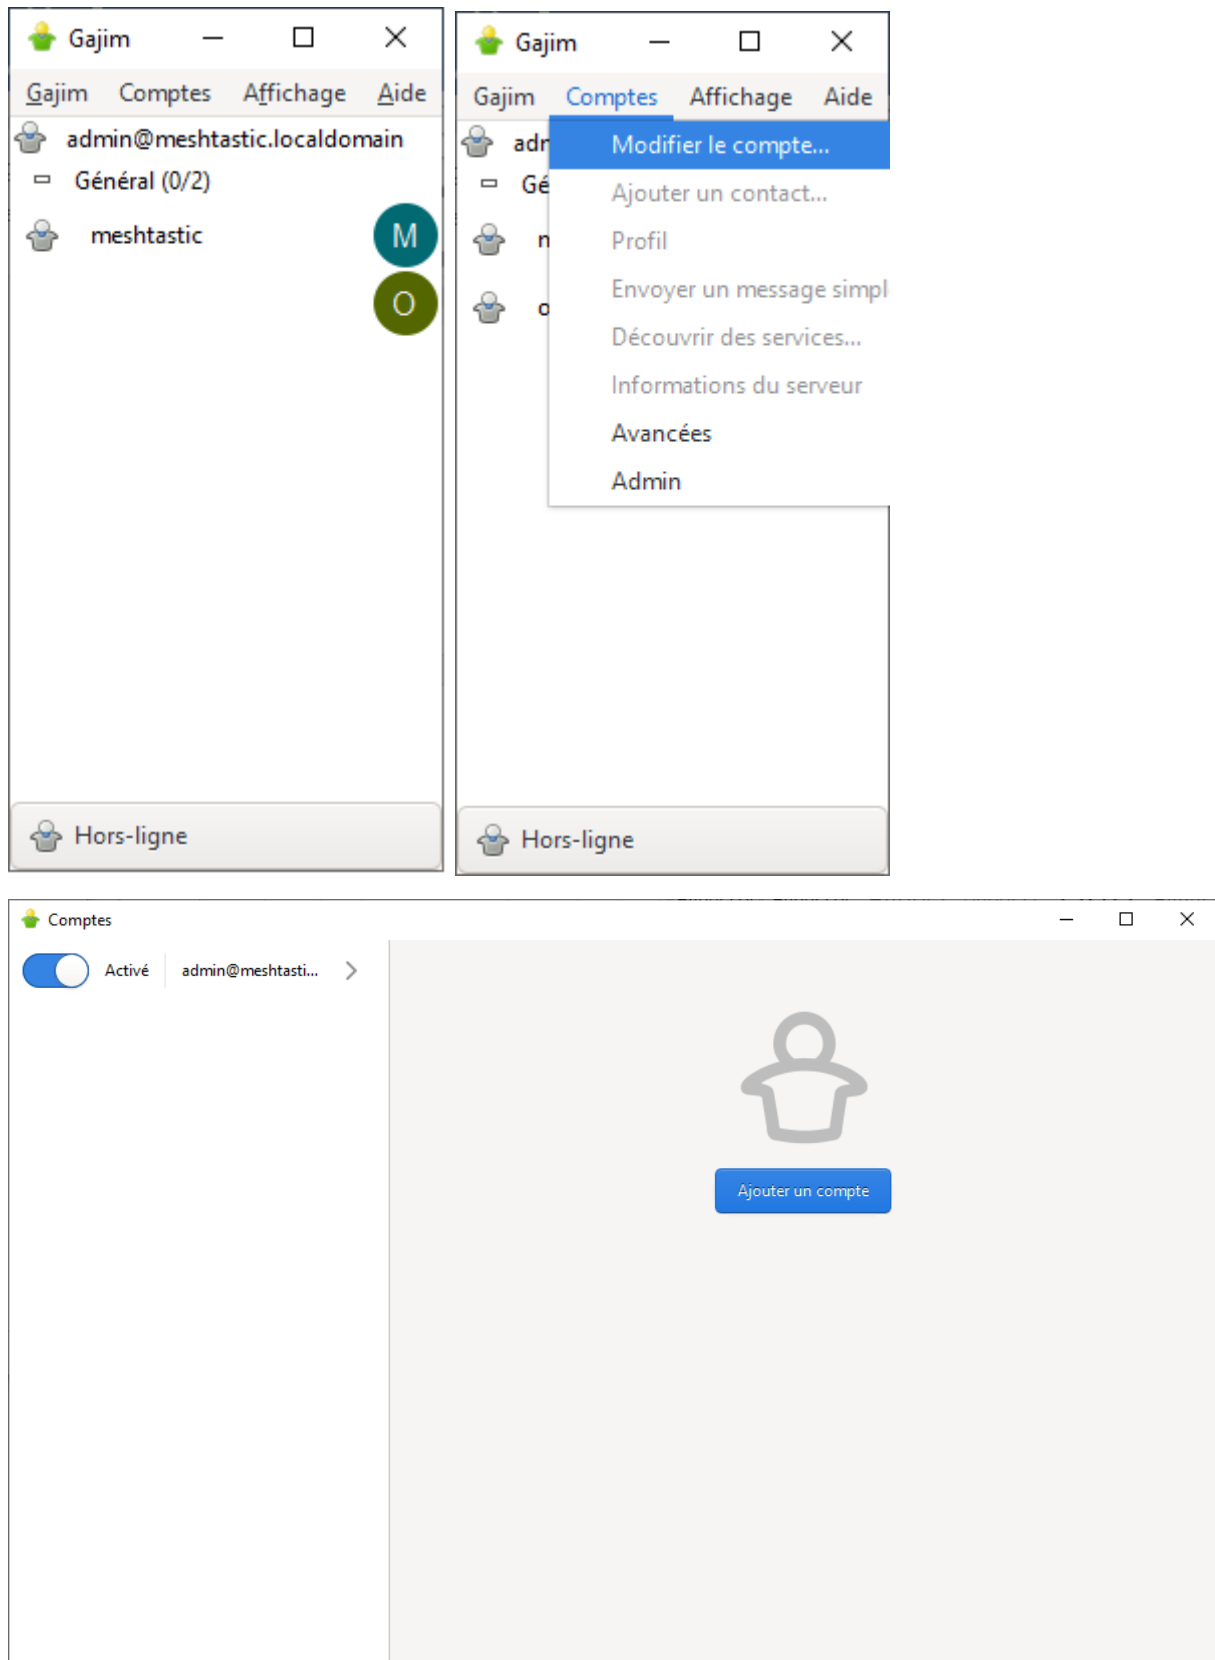 Gajim
Gajim Comptes Affichage Aide
admin@meshtastic.localdomain
Général (0/2)
meshtastic
M
O
Hors-ligne
Gajim
Gajim Comptes Affichage Aide
adm
Gé
Modifier le compte...
Ajouter un contact...
Profil
Envoyer un message simpl
Découvrir des services...
Informations du serveur
Avancées
Admin
Hors-ligne
Comptes
Activé admin@meshtasti...
Ajouter un compte